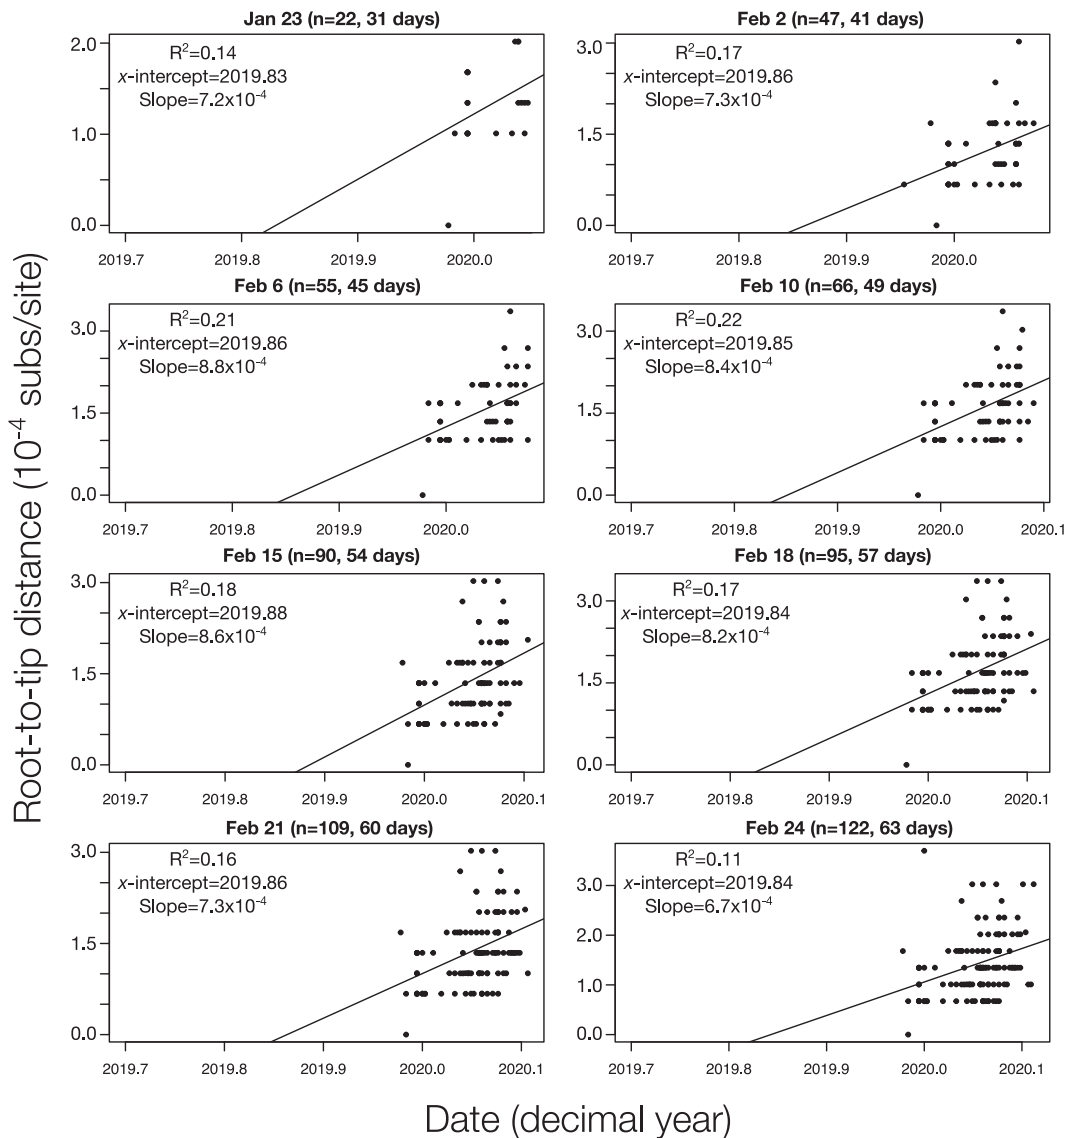 Jan 23 (n=22, 31 days)
R²=0.14
x-intercept=2019.83
Slope=7.2x10⁻⁴
2.0
1.0
0.0
2019.7 2019.8 2019.9 2020.0
Feb 2 (n=47, 41 days)
R²=0.17
x-intercept=2019.86
Slope=7.3x10⁻⁴
3.0
1.5
0.0
2019.7 2019.8 2019.9 2020.0
Feb 6 (n=55, 45 days)
R²=0.21
x-intercept=2019.86
Slope=8.8x10⁻⁴
3.0
1.5
0.0
2019.7 2019.8 2019.9 2020.0
Feb 10 (n=66, 49 days)
R²=0.22
x-intercept=2019.85
Slope=8.4x10⁻⁴
3.0
1.5
0.0
2019.7 2019.8 2019.9 2020.0 2020.1
Feb 15 (n=90, 54 days)
R²=0.18
x-intercept=2019.88
Slope=8.6x10⁻⁴
3.0
1.5
0.0
2019.7 2019.8 2019.9 2020.0 2020.1
Feb 18 (n=95, 57 days)
R²=0.17
x-intercept=2019.84
Slope=8.2x10⁻⁴
3.0
1.5
0.0
2019.7 2019.8 2019.9 2020.0 2020.1
Feb 21 (n=109, 60 days)
R²=0.16
x-intercept=2019.86
Slope=7.3x10⁻⁴
3.0
1.5
0.0
2019.7 2019.8 2019.9 2020.0 2020.1
Feb 24 (n=122, 63 days)
R²=0.11
x-intercept=2019.84
Slope=6.7x10⁻⁴
3.0
2.0
1.0
0.0
2019.7 2019.8 2019.9 2020.0 2020.1
Root-to-tip distance (10⁻⁴ subs/site)
Date (decimal year)